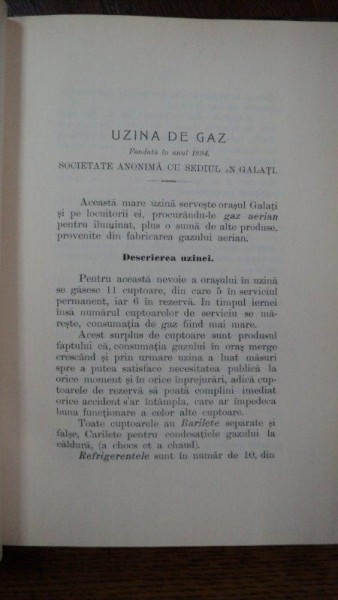 UZINA DE GAZ
Fondată în anul 1894.
SOCIETATE ANONIMĂ CU SEDIUL ÎN GALAȚI.
Această mare uzină servește orașul Galați
și pe locuitorii ei, procurându-le gaz aerian
pentru iluminat, plus o sumă de alte produse,
provenite din fabricarea gazului aerian.
Descrierea uzinei.
Pentru această nevoie a orașului în uzină
se găsesc 11 cuptoare, din care 5 în serviciul
permanent, iar 6 în rezervă. In timpul iernei
însă numărul cuptoarelor de serviciu se mă-
rește, consumația de gaz fiind mai mare.
Acest surplus de cuptoare sunt produsul
faptului că, consumația gazului în oraș merge
crescând și prin urmare uzina a luat măsuri
spre a putea satisface necesitatea publică la
orice moment și în orice înprejurări, adică cup-
toarele de rezervă să poată complini imediat
orice accident s'ar întâmpla, care ar împedeca
buna funcționare a celor alte cuptoare.
Toate cuptoarele au Barilete separate și
false, Carilete pentru condesațiele gazului la
căldură, (a chocs et a chaud).
Refrigerentele sunt în număr de 10, din